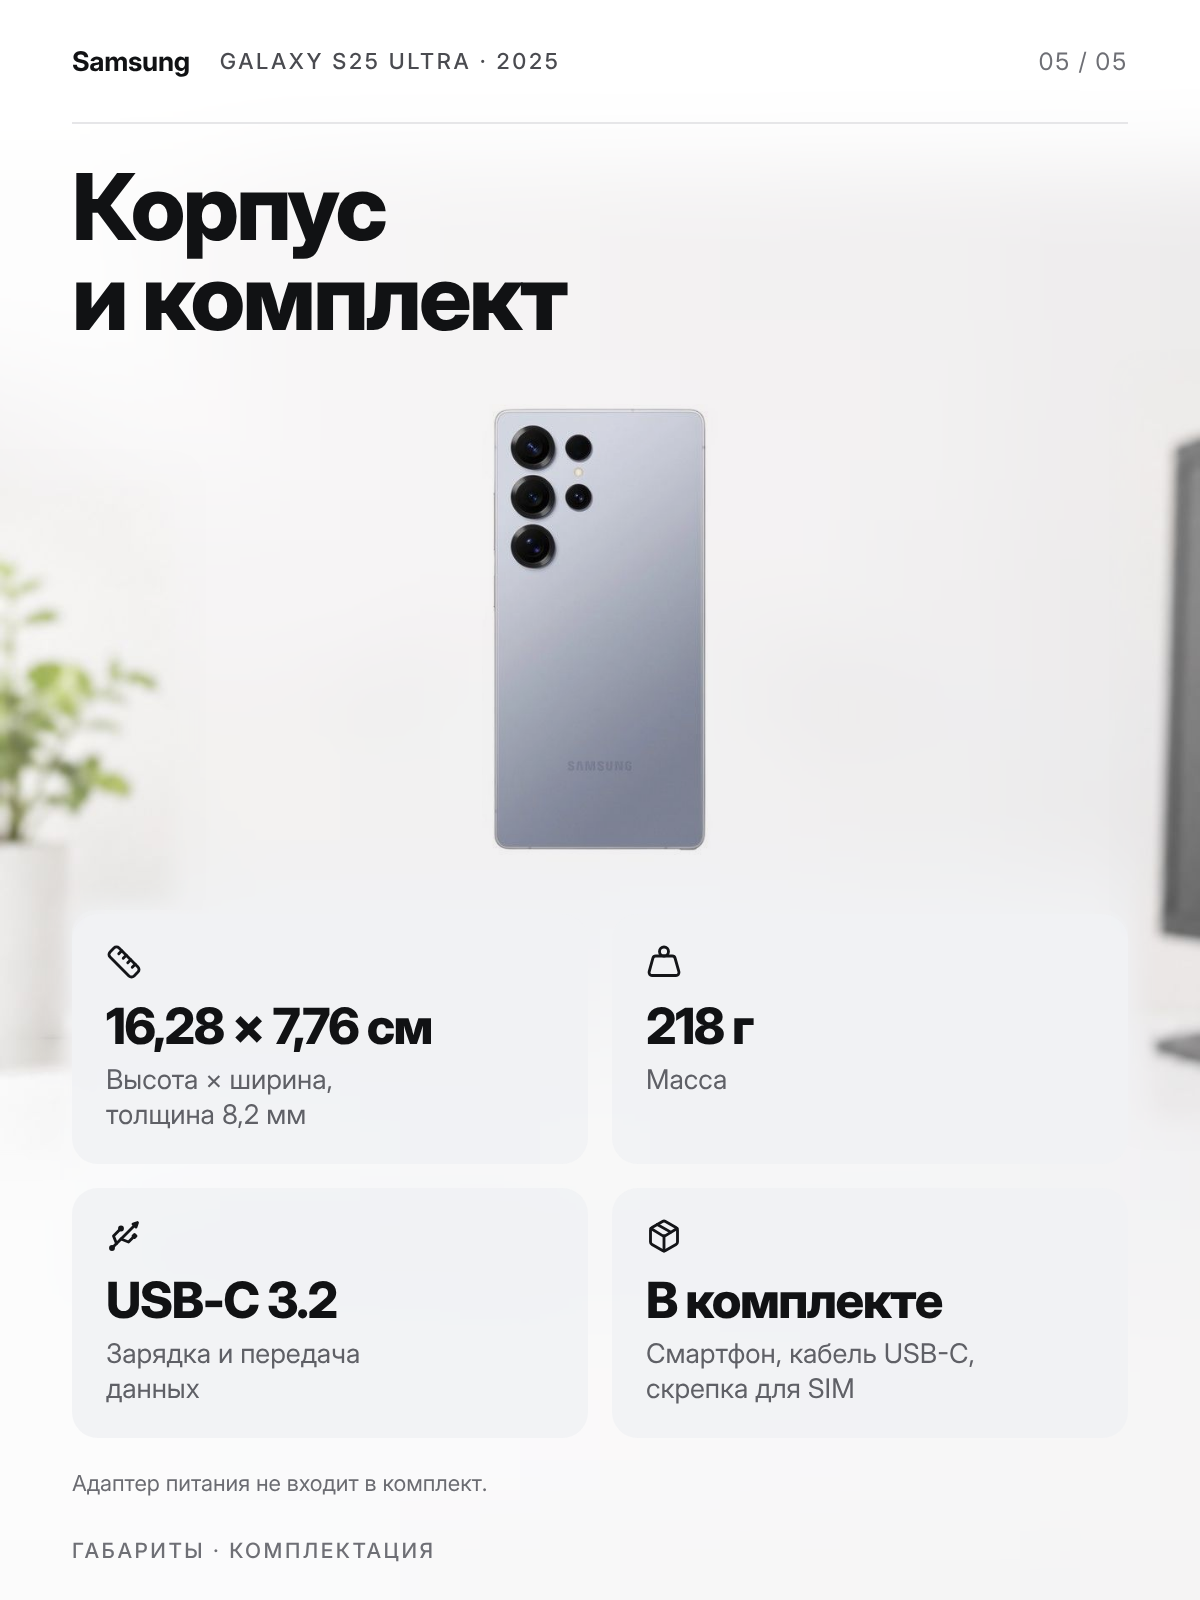 Samsung GALAXY S25 ULTRA · 2025 05 / 05
Корпус
и комплект
SAMSUNG
16,28 × 7,76 см
Высота × ширина,
толщина 8,2 мм
218 г
Масса
USB-C 3.2
Зарядка и передача
данных
В комплекте
Смартфон, кабель USB-C,
скрепка для SIM
Адаптер питания не входит в комплект.
ГАБАРИТЫ · КОМПЛЕКТАЦИЯ